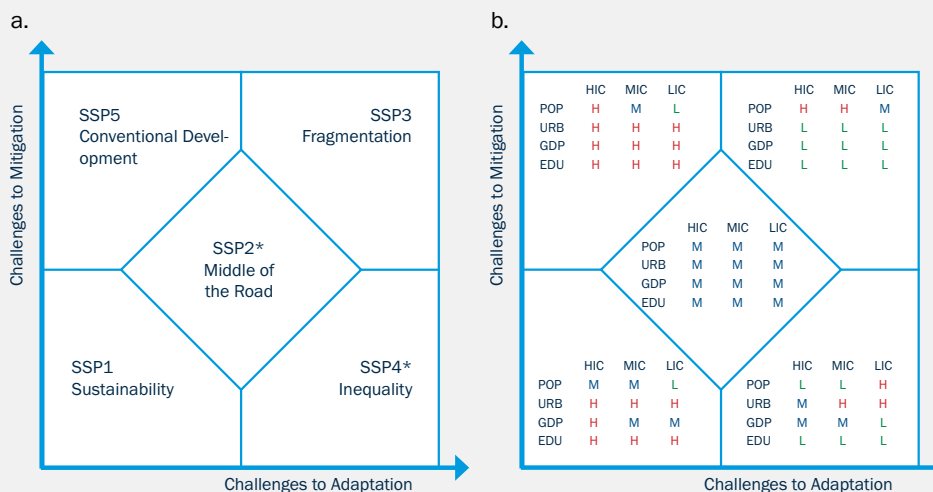 a.
Challenges to Mitigation
SSP5
Conventional Devel-
opment
SSP3
Fragmentation
SSP2*
Middle of
the Road
SSP1
Sustainability
SSP4*
Inequality
Challenges to Adaptation
b.
Challenges to Mitigation
HIC MIC LIC
POP H M L
URB H H H
GDP H H H
EDU H H H
HIC MIC LIC
POP H H M
URB L L L
GDP L L L
EDU L L L
HIC MIC LIC
POP M M M
URB M M M
GDP M M M
EDU M M M
HIC MIC LIC
POP M M L
URB H H H
GDP H M M
EDU H H H
HIC MIC LIC
POP L L H
URB M H H
GDP M M L
EDU L L L
Challenges to Adaptation